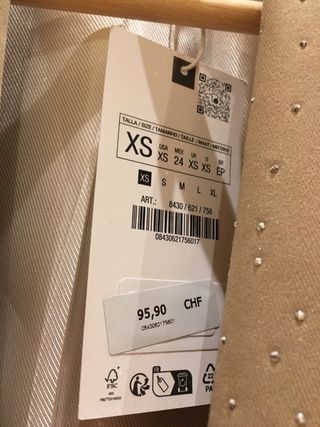 TALLA / SIZE / TAMANHO / TAILLE / MAAT / ΜΕΓΕΘΟΣ
XS USA XS MEX 24 UK XS IT XS BR EP
XS S M L XL
ART.: 8430 / 621 / 756
08430621756017
95,90 CHF
FSC